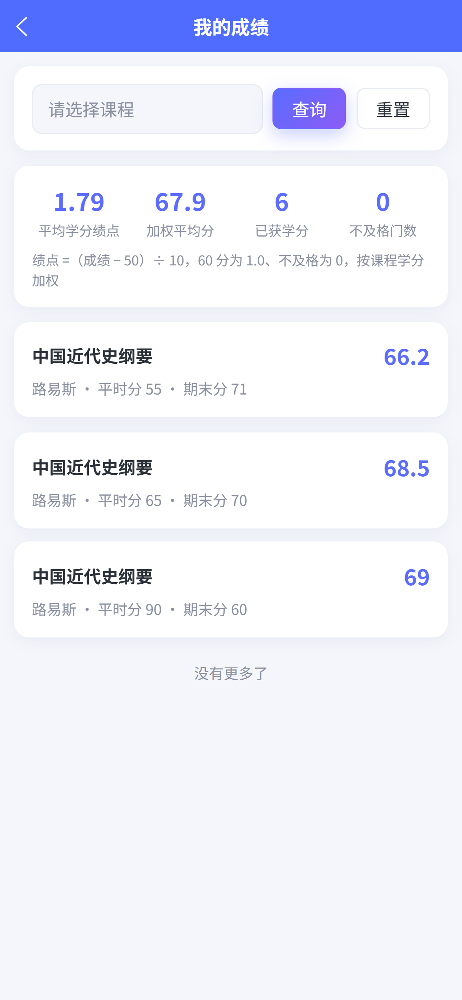 我的成绩
请选择课程 查询 重置
1.79 67.9 6 0
平均学分绩点 加权平均分 已获学分 不及格门数
绩点 =（成绩 − 50）÷ 10，60 分为 1.0、不及格为 0，按课程学分
加权
中国近代史纲要 66.2
路易斯 · 平时分 55 · 期末分 71
中国近代史纲要 68.5
路易斯 · 平时分 65 · 期末分 70
中国近代史纲要 69
路易斯 · 平时分 90 · 期末分 60
没有更多了